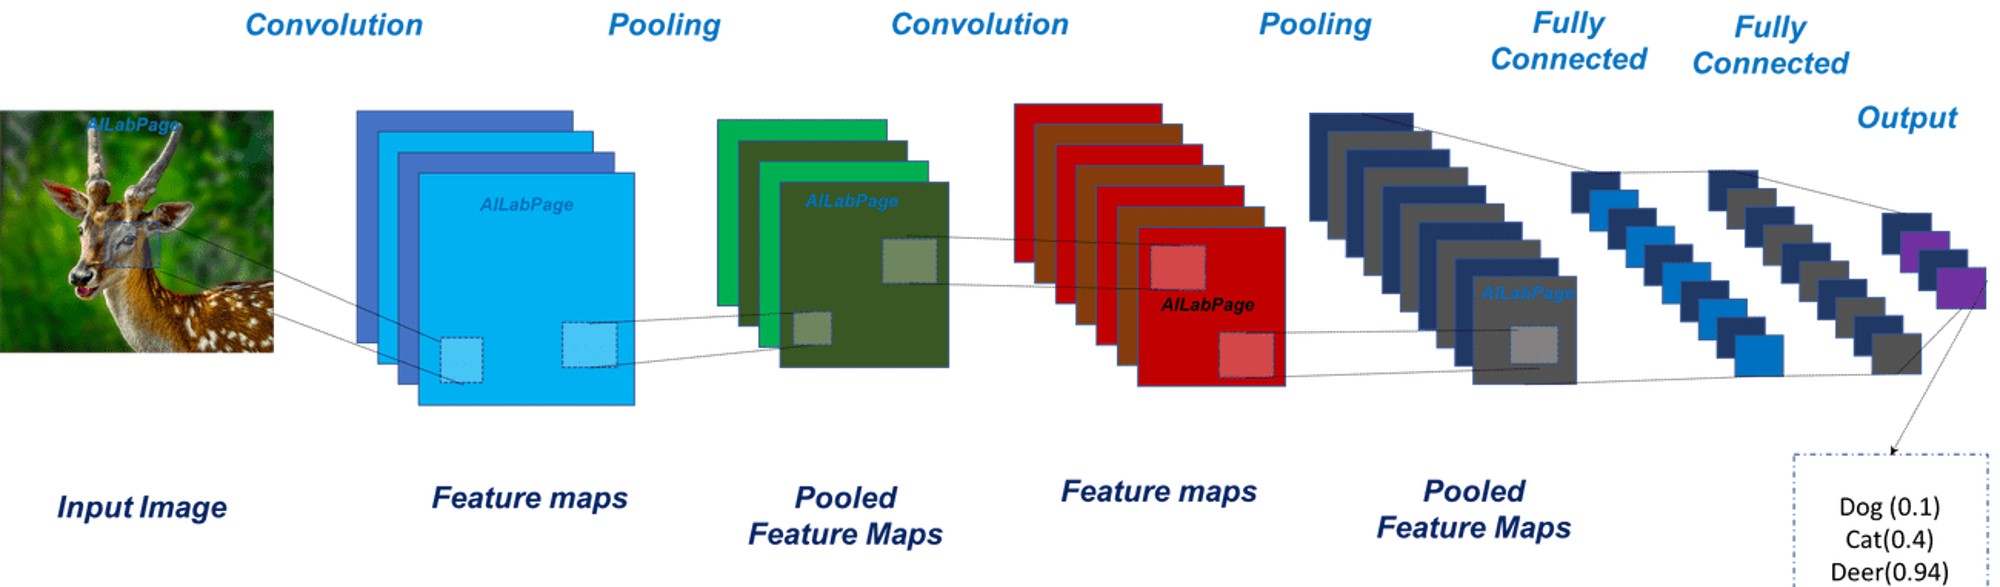 Convolution
Pooling
Convolution
Pooling
Fully
Connected
Fully
Connected
Output
AILabPage
AILabPage
AILabPage
AILabPage
AILabPage
Input Image
Feature maps
Pooled
Feature Maps
Feature maps
Pooled
Feature Maps
Dog (0.1)
Cat(0.4)
Deer(0.94)